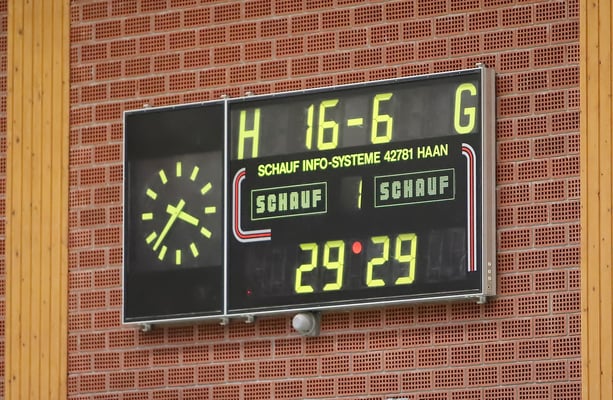 H 16-6 G
SCHAUF INFO-SYSTEME 42781 HAAN
SCHAUF 1 SCHAUF
29 29